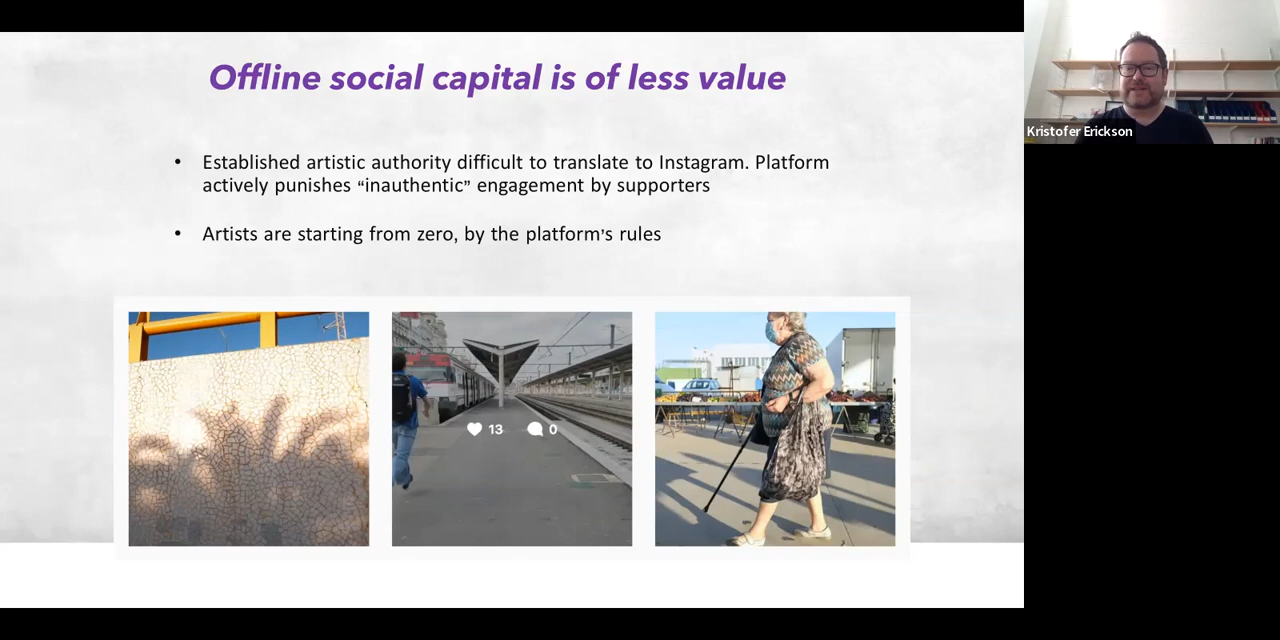 Offline social capital is of less value
• Established artistic authority difficult to translate to Instagram. Platform
actively punishes “inauthentic” engagement by supporters
• Artists are starting from zero, by the platform’s rules
13 0
Kristofer Erickson